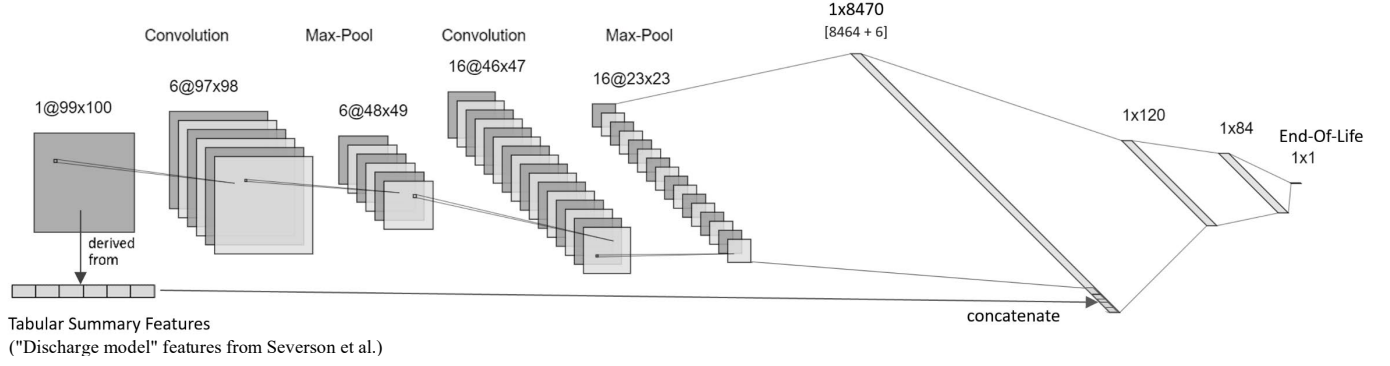 Convolution
Max-Pool
Convolution
Max-Pool
1x8470
[8464 + 6]
1@99x100
6@97x98
6@48x49
16@46x47
16@23x23
1x120
1x84
End-Of-Life
1x1
derived
from
concatenate
Tabular Summary Features
("Discharge model" features from Severson et al.)